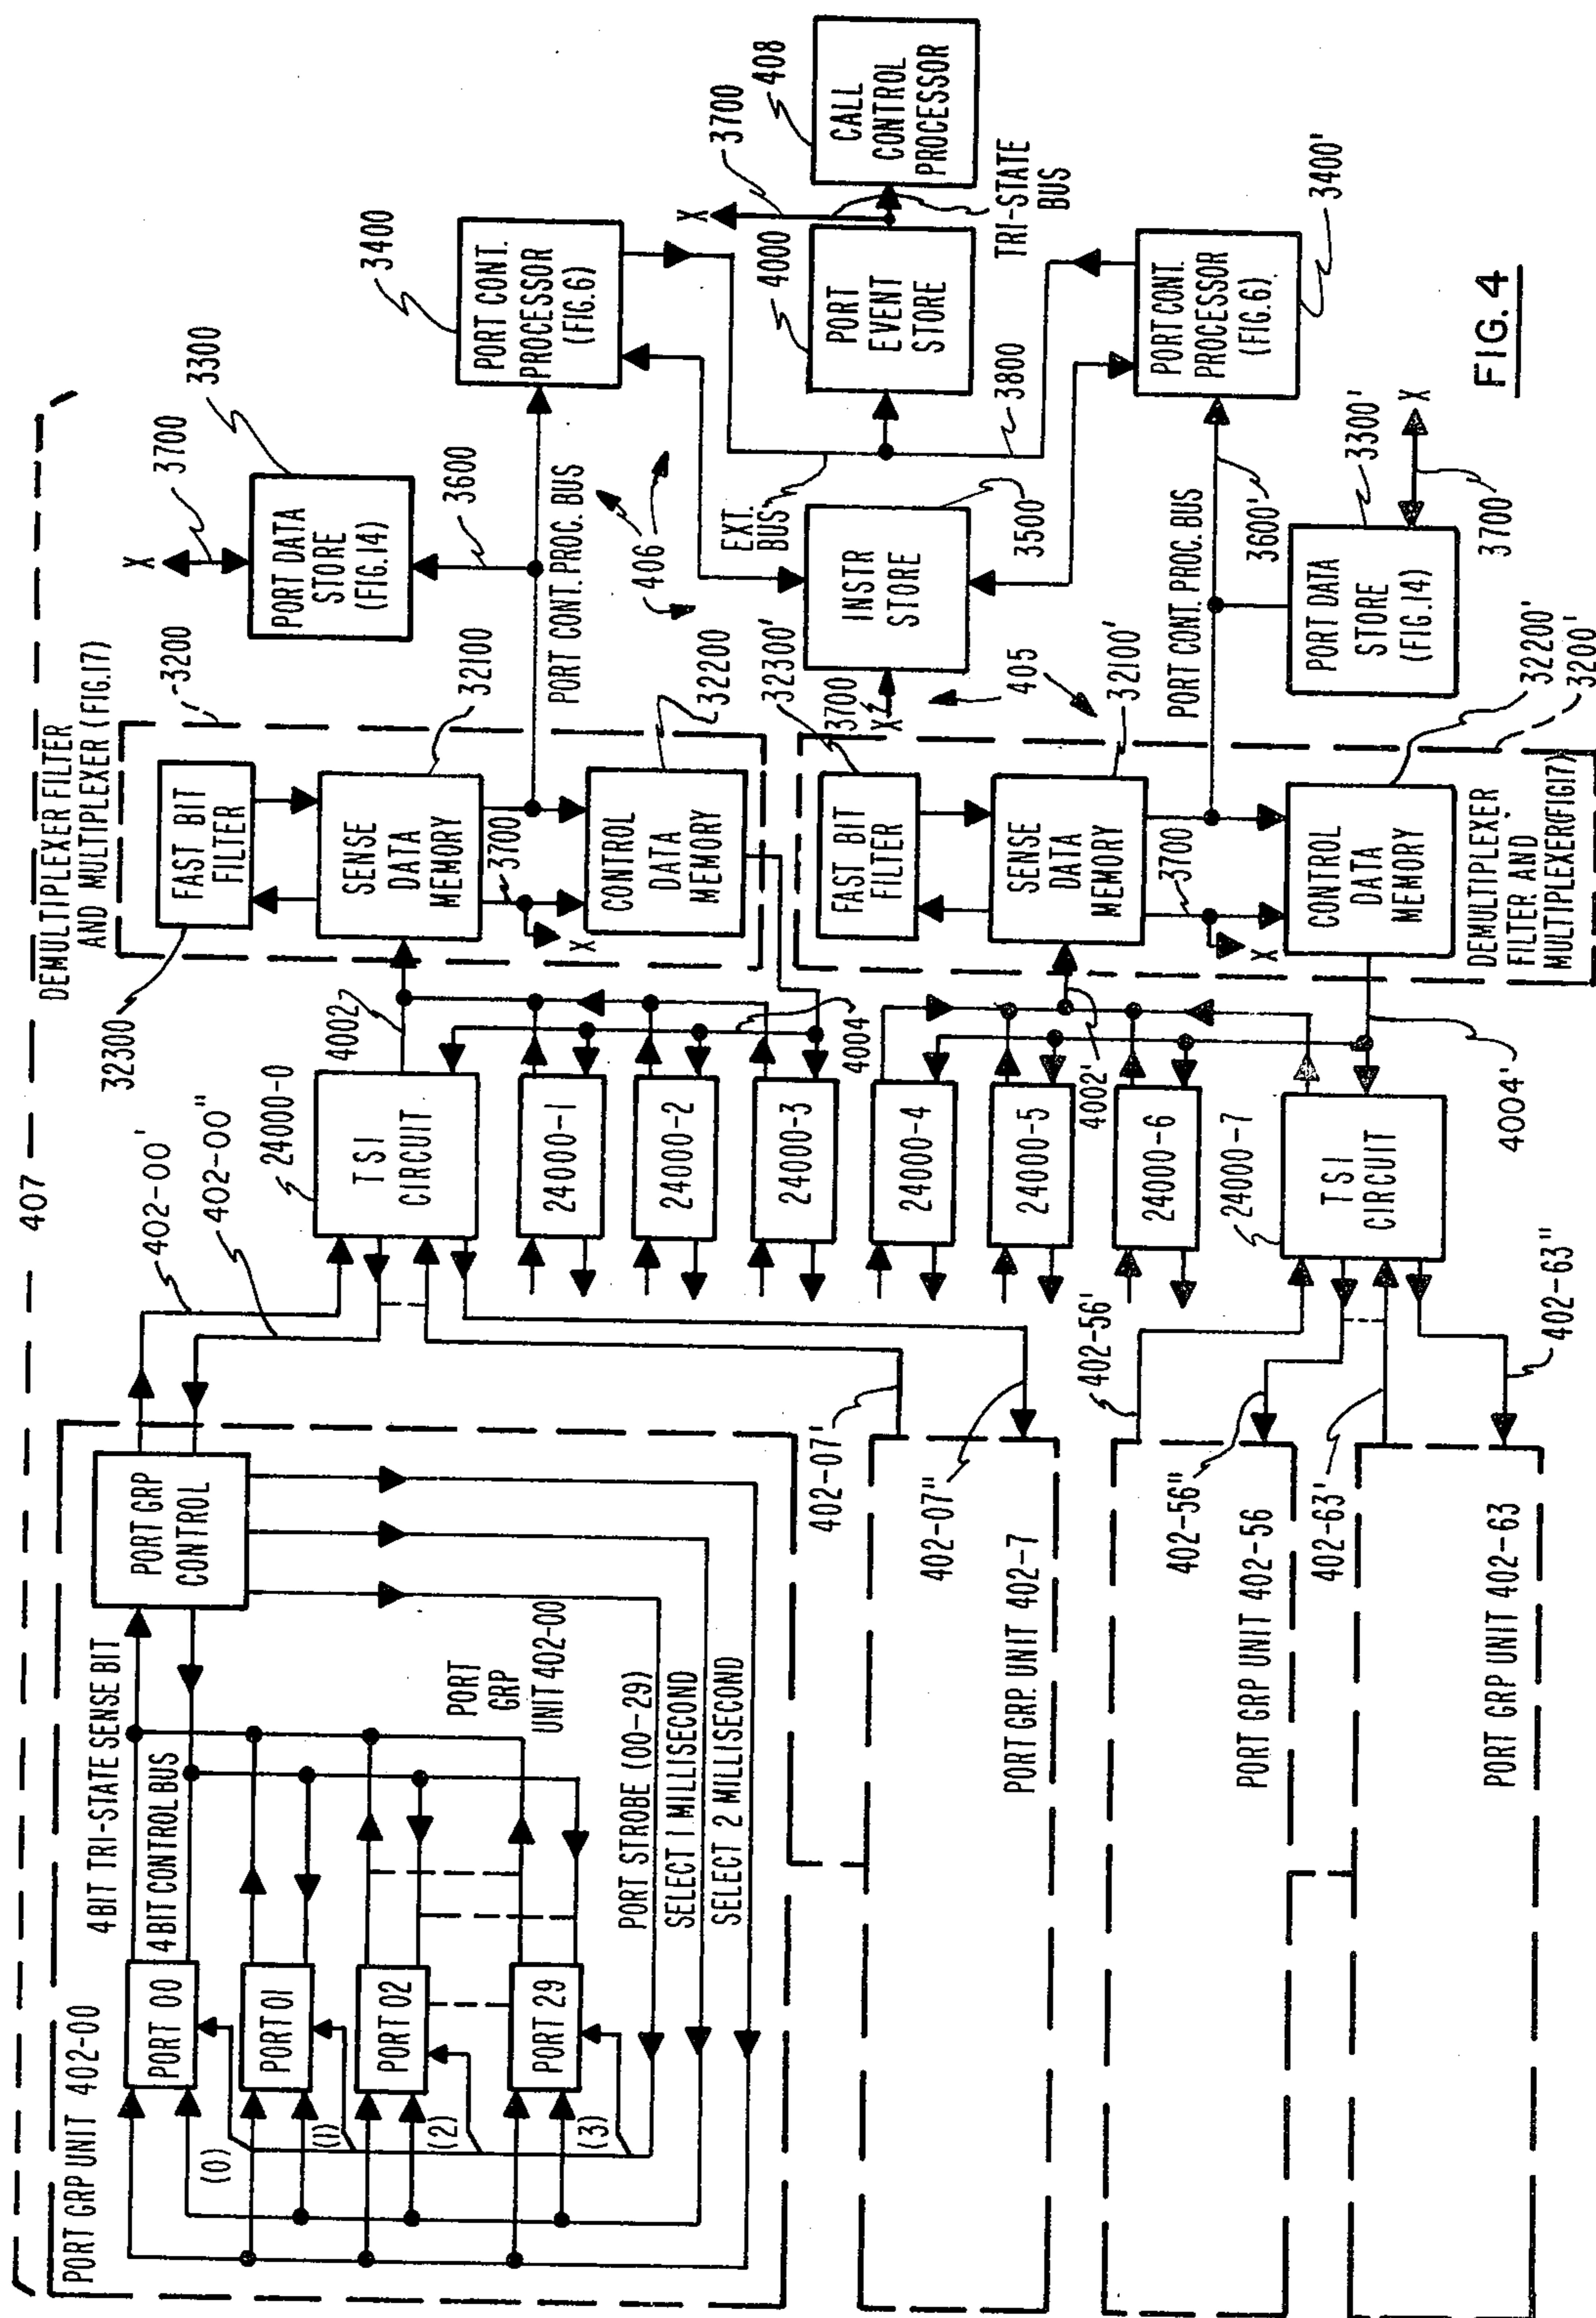 407
PORT GRP UNIT 402-00
4 BIT TRI-STATE SENSE BIT
4 BIT CONTROL BUS
PORT 00
PORT 01
PORT 02
PORT 29
(0)
(1)
(2)
(3)
PORT GRP
CONTROL
PORT
GRP
UNIT 402-00
PORT STROBE (00-29)
SELECT 1 MILLISECOND
SELECT 2 MILLISECOND
402-00'
402-00"
402-07'
402-07"
PORT GRP. UNIT 402-7
402-56'
402-56"
PORT GRP UNIT 402-56
402-63'
402-63"
PORT GRP UNIT 402-63
24000-0
TSI
CIRCUIT
24000-1
24000-2
24000-3
24000-4
24000-5
24000-6
24000-7
TSI
CIRCUIT
4002
4004
4002'
4004'
DEMULTIPLEXER FILTER
AND MULTIPLEXER (FIG.17)
3200
32300
FAST BIT
FILTER
SENSE
DATA
MEMORY
32100
3700
X
CONTROL
DATA
MEMORY
32200
32300'
FAST BIT
FILTER
SENSE
DATA
MEMORY
32100'
3700
X
CONTROL
DATA
MEMORY
32200'
3200'
DEMULTIPLEXER
FILTER AND
MULTIPLEXER(FIG17)
X
3700
PORT DATA
STORE
(FIG.14)
3300
3600
PORT CONT. PROC. BUS
406
405
3700
X
INSTR
STORE
3500
EXT.
BUS
PORT CONT. PROC. BUS
3600'
PORT DATA
STORE
(FIG.14)
3300'
X
3700
PORT CONT.
PROCESSOR
(FIG.6)
3400
PORT
EVENT
STORE
4000
3800
X
3700
408
CALL
CONTROL
PROCESSOR
TRI-STATE
BUS
PORT CONT.
PROCESSOR
(FIG.6)
3400'
FIG. 4